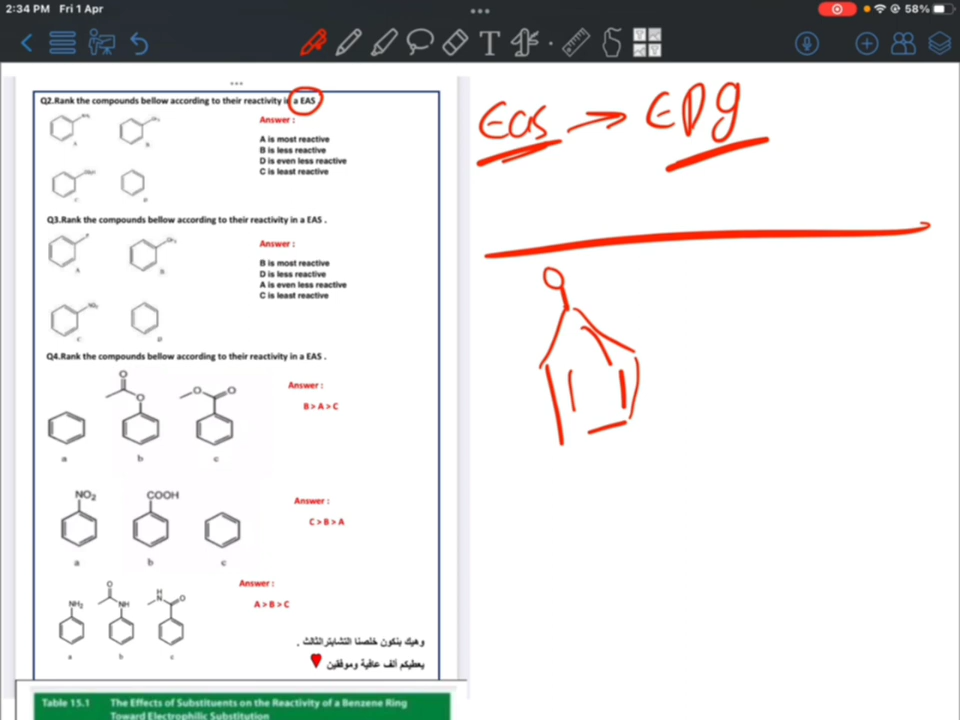 2:34 PM Fri 1 Apr
58%
Q2.Rank the compounds bellow according to their reactivity in a EAS .
Answer :
A is most reactive
B is less reactive
D is even less reactive
C is least reactive
A
B
C
Q3.Rank the compounds bellow according to their reactivity in a EAS .
Answer :
B is most reactive
D is less reactive
A is even less reactive
C is least reactive
F
CH₃
A
B
NO₂
C
Q4.Rank the compounds bellow according to their reactivity in a EAS .
Answer :
B > A > C
O
O
O
O
a
b
c
NO₂
COOH
Answer :
C > B > A
a
b
c
Answer :
A > B > C
O
NH₂
NH
H
N
O
a
b
c
وهيك بنكون خلصنا التشابتر الثالث .
يعطيكم ألف عافية وموفقين
Table 15.1 The Effects of Substituents on the Reactivity of a Benzene Ring
Toward Electrophilic Substitution
Eas → EDg